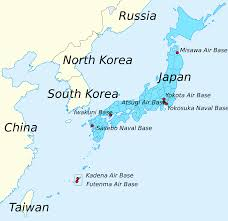 Russia
Misawa Air Base
North Korea
Japan
South Korea
Yokota Air Base
Atsugi Air Base
Yokosuka Naval Base
Iwakuni Base
China
Sasebo Naval Base
Kadena Air Base
Futenma Air Base
Taiwan